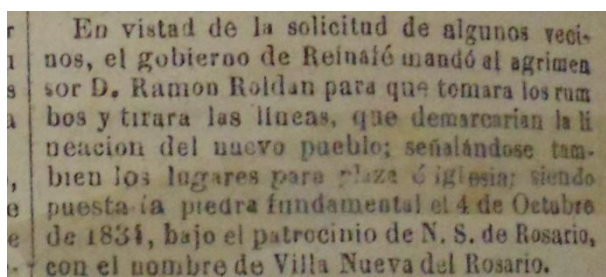 En vistad de la solicitud de algunos veci-
nos, el gobierno de Reinafé mandó al agrimen
sor D. Ramon Roldan para que tomara los rum
bos y tirara las líneas, que demarcarian la li
neacion del nuevo pueblo; señalándose tam-
bien los lugares para plaza é iglesia; siendo
puesta la piedra fundamental el 4 de Octubre
de 1834, bajo el patrocinio de N. S. de Rosario,
con el nombre de Villa Nueva del Rosario.